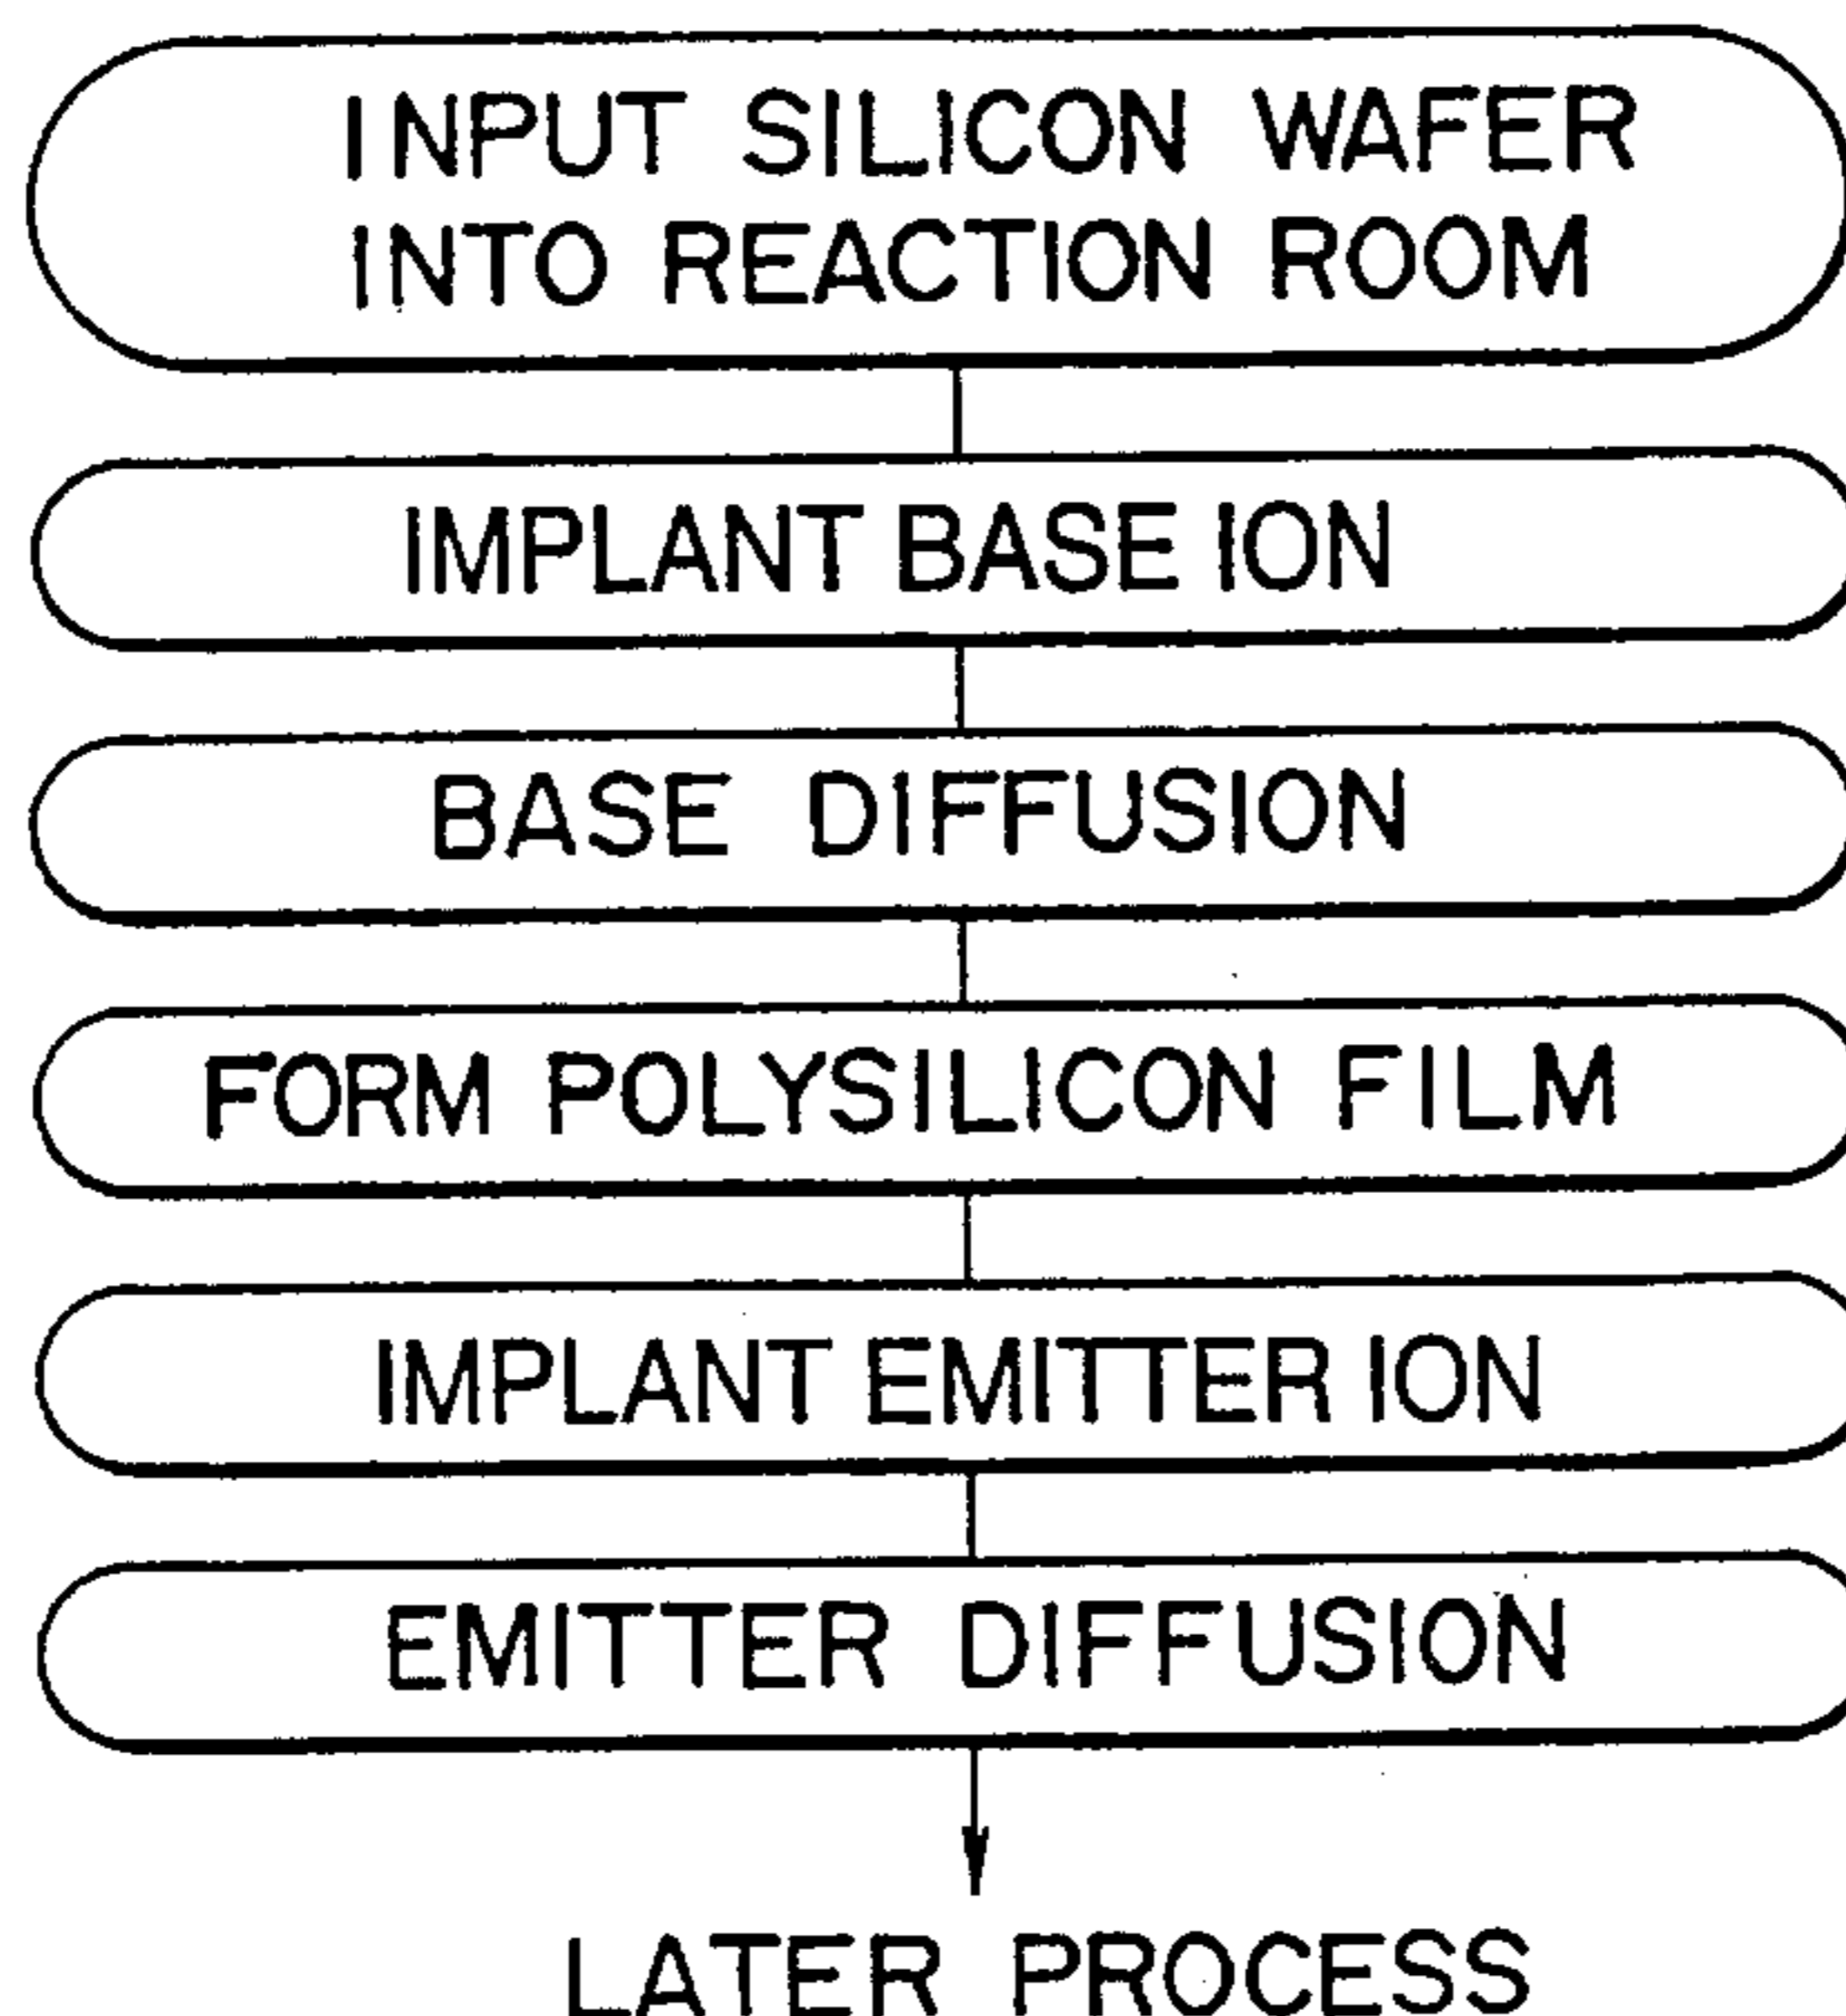 INPUT SILICON WAFER
INTO REACTION ROOM
IMPLANT BASE ION
BASE DIFFUSION
FORM POLYSILICON FILM
IMPLANT EMITTER ION
EMITTER DIFFUSION
LATER PROCESS